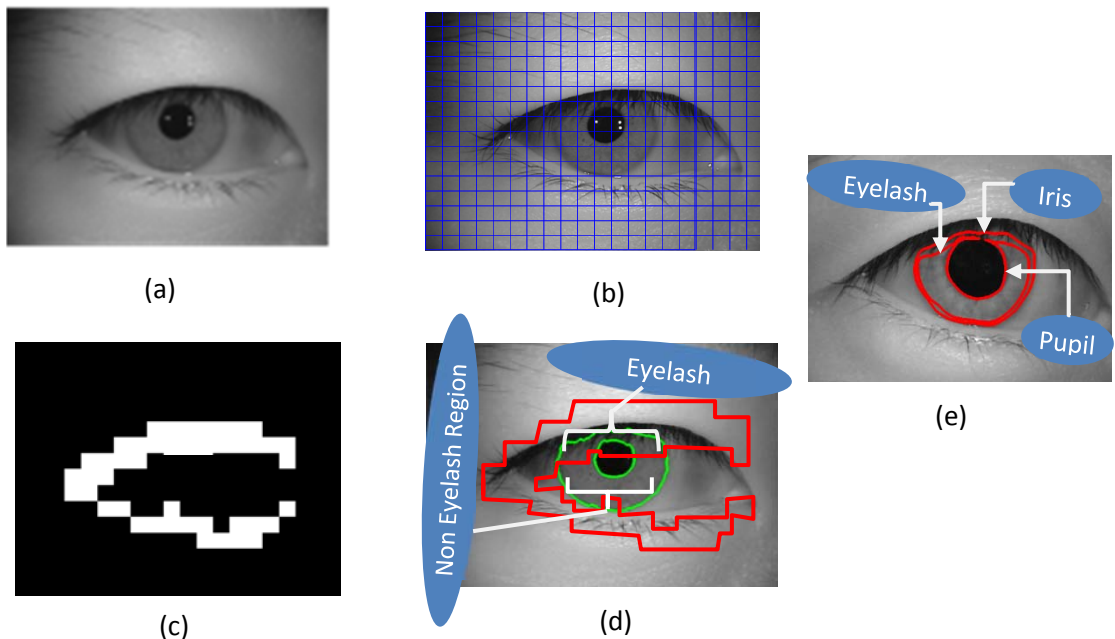 (a)
(b)
Eyelash
Iris
Pupil
(e)
(c)
Non Eyelash Region
Eyelash
(d)